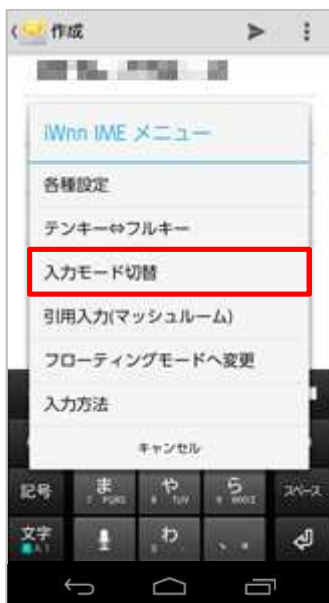 作成
iWnn IME メニュー
各種設定
テンキー⇔フルキー
入力モード切替
引用入力(マッシュルーム)
フローティングモードへ変更
入力方法
キャンセル
記号
ま
や
ら
スペース
文字
わ
、。